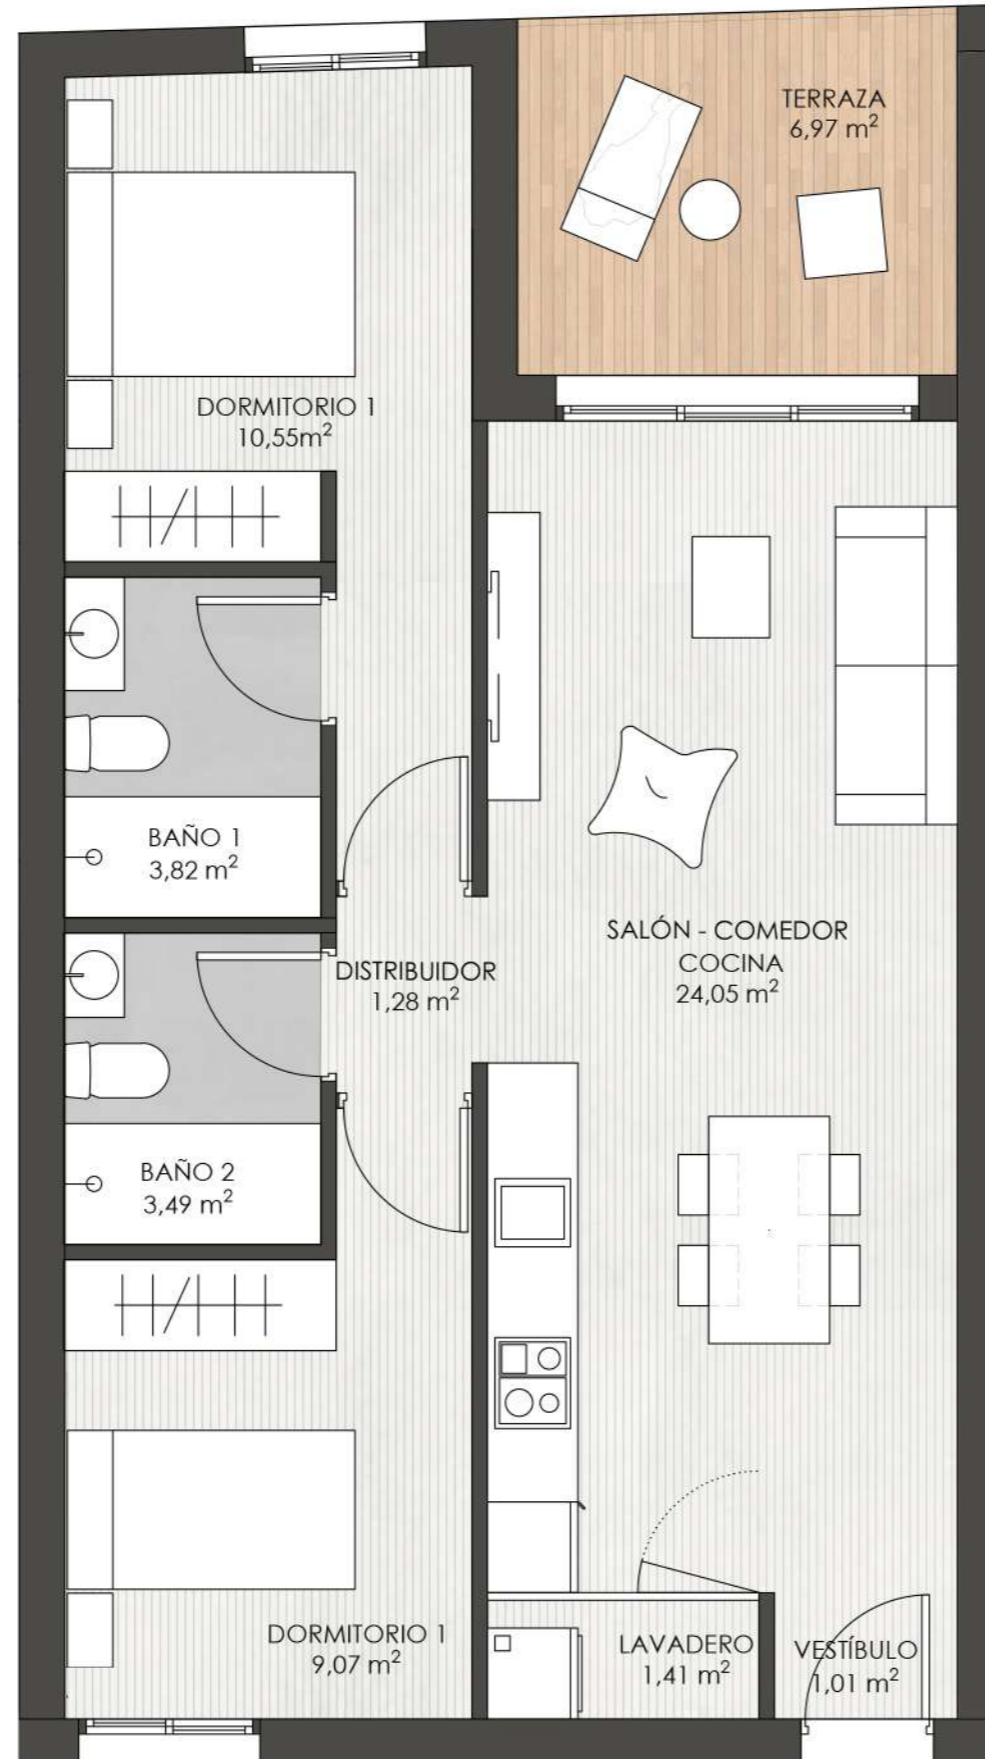 TERRAZA
6,97 m²
DORMITORIO 1
10,55m²
BAÑO 1
3,82 m²
SALÓN - COMEDOR
COCINA
24,05 m²
DISTRIBUIDOR
1,28 m²
BAÑO 2
3,49 m²
DORMITORIO 1
9,07 m²
LAVADERO
1,41 m²
VESTÍBULO
1,01 m²